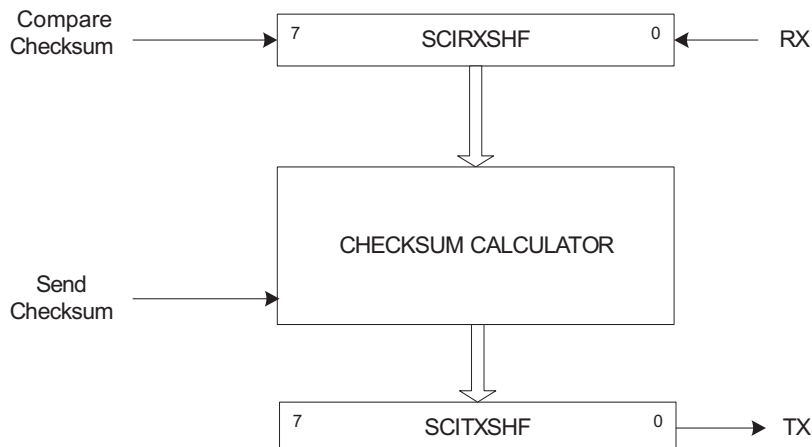 Compare
Checksum
7 SCIRXSHF 0
RX
CHECKSUM CALCULATOR
Send
Checksum
7 SCITXSHF 0
TX